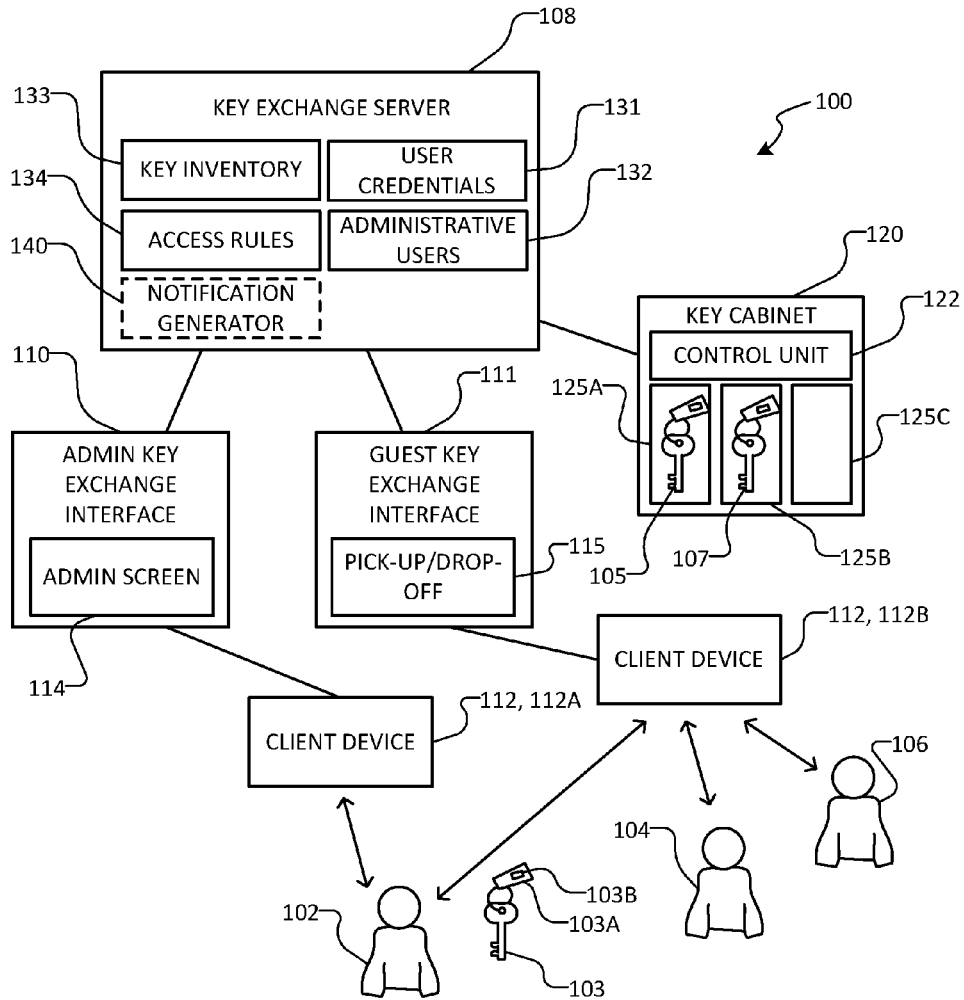 108
KEY EXCHANGE SERVER
133
131
100
KEY INVENTORY
USER
CREDENTIALS
134
132
ACCESS RULES
ADMINISTRATIVE
USERS
140
NOTIFICATION
GENERATOR
120
KEY CABINET
122
CONTROL UNIT
110
111
125A
125C
ADMIN KEY
EXCHANGE
INTERFACE
GUEST KEY
EXCHANGE
INTERFACE
115
105
107
125B
ADMIN SCREEN
PICK-UP/DROP-
OFF
112, 112B
CLIENT DEVICE
114
112, 112A
CLIENT DEVICE
106
104
103B
103A
102
103